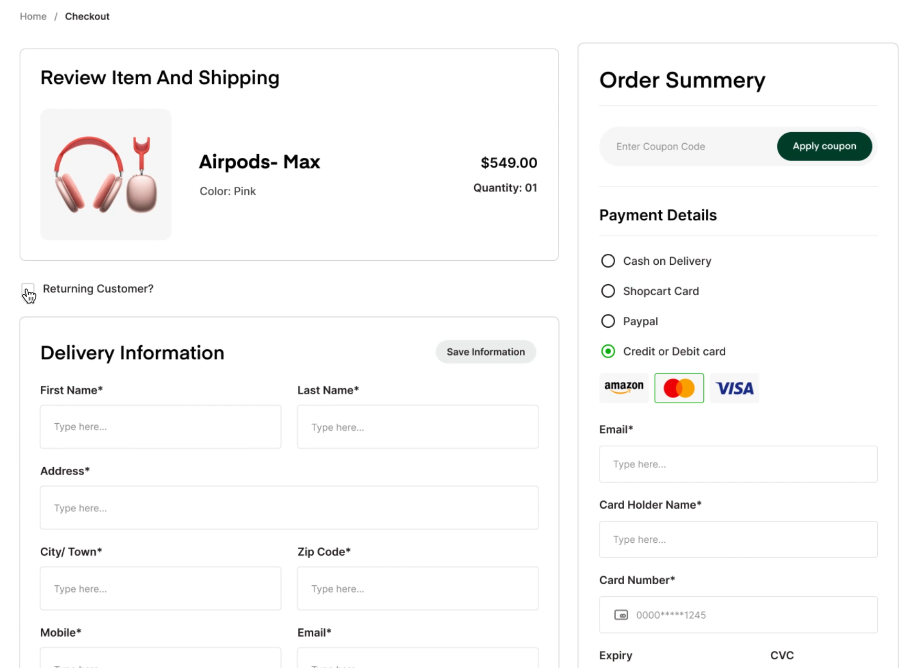 Home / Checkout
Review Item And Shipping
Airpods- Max
$549.00
Color: Pink
Quantity: 01
Returning Customer?
Delivery Information
Save Information
First Name*
Last Name*
Type here...
Type here...
Address*
Type here...
City/ Town*
Zip Code*
Type here...
Type here...
Mobile*
Email*
Type here...
Type here...
Order Summery
Enter Coupon Code
Apply coupon
Payment Details
Cash on Delivery
Shopcart Card
Paypal
Credit or Debit card
amazon
VISA
Email*
Type here...
Card Holder Name*
Type here...
Card Number*
0000*****1245
Expiry
CVC